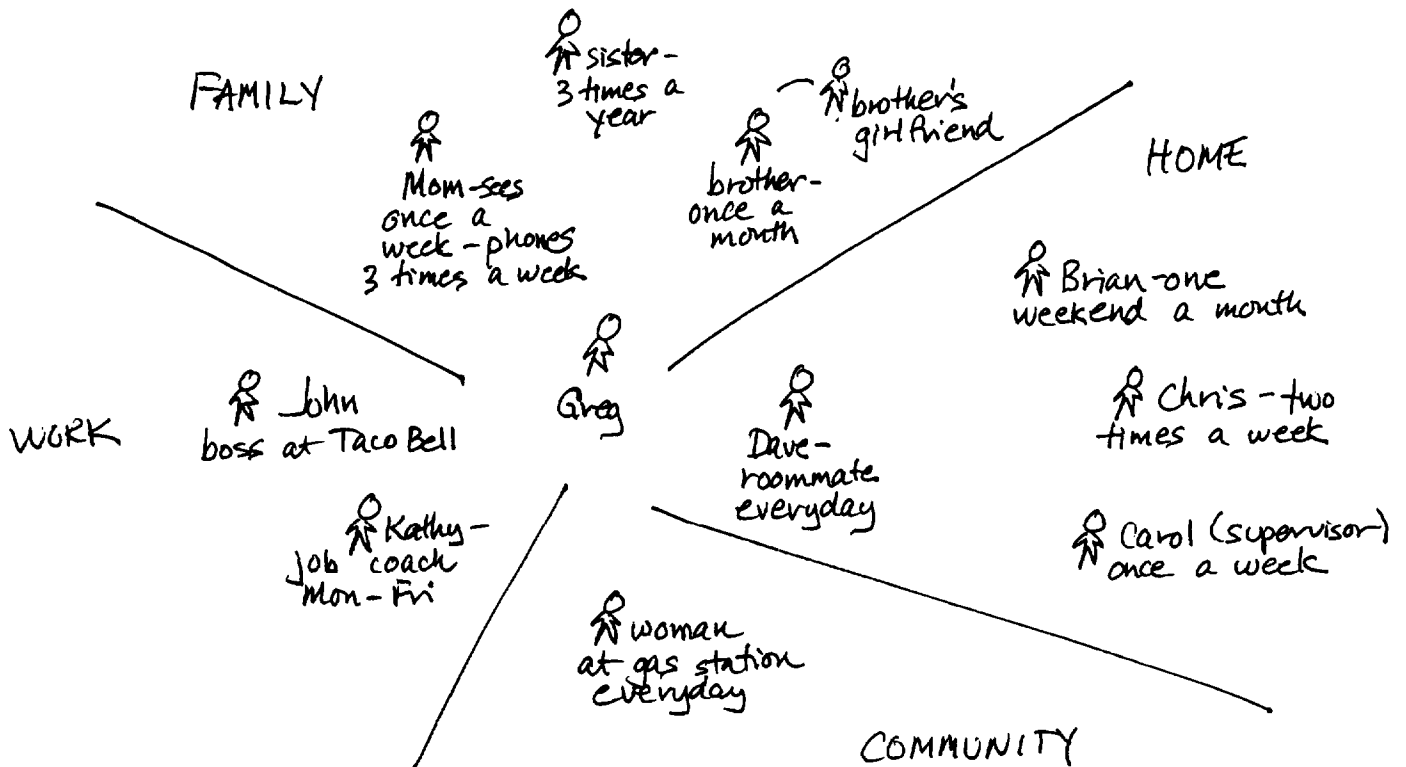 FAMILY
sister-
3 times a
year
brother's
girlfriend
Mom-sees
once a
week-phones
3 times a week
brother-
once a
month
HOME
Brian-one
weekend a month
Chris-two
times a week
Dave-
roommate
everyday
Carol (supervisor)
once a week
Greg
WORK
John
boss at Taco Bell
Kathy-
job coach
Mon-Fri
woman
at gas station
everyday
COMMUNITY